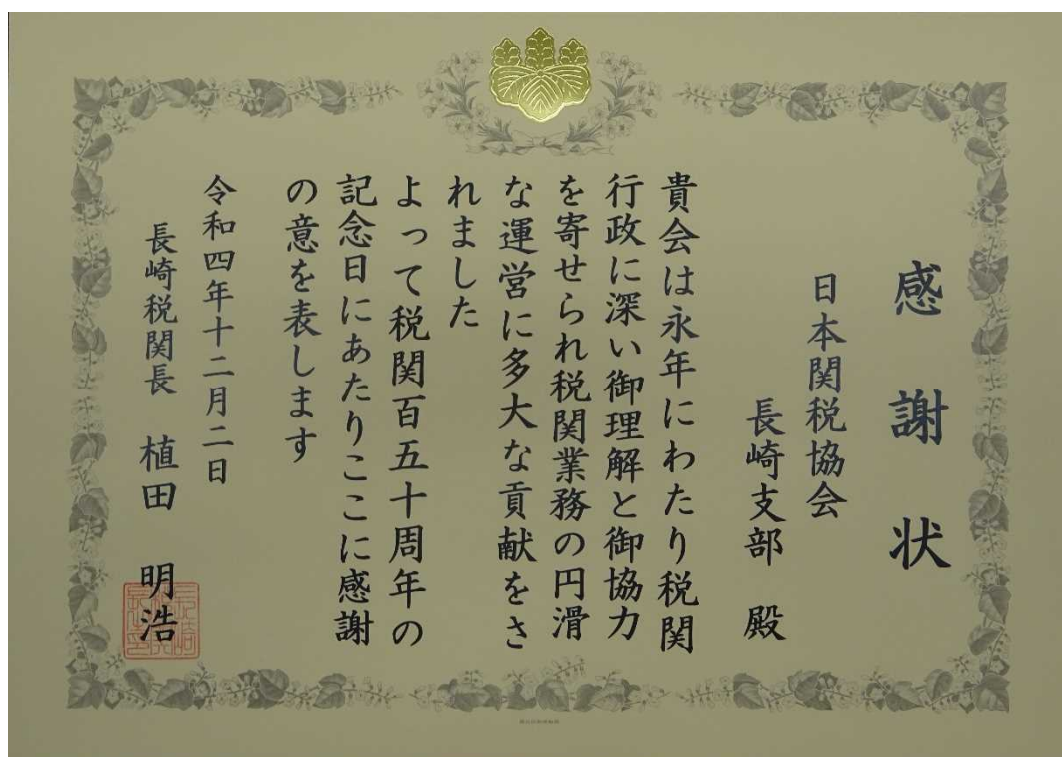 感謝状
日本関税協会
長崎支部 殿
貴会は永年にわたり税関
行政に深い御理解と御協力
を寄せられ税関業務の円滑
な運営に多大な貢献をさ
れました
よって税関百五十周年の
記念日にあたりここに感謝
の意を表します
令和四年十二月二日
長崎税関長 植田 明浩